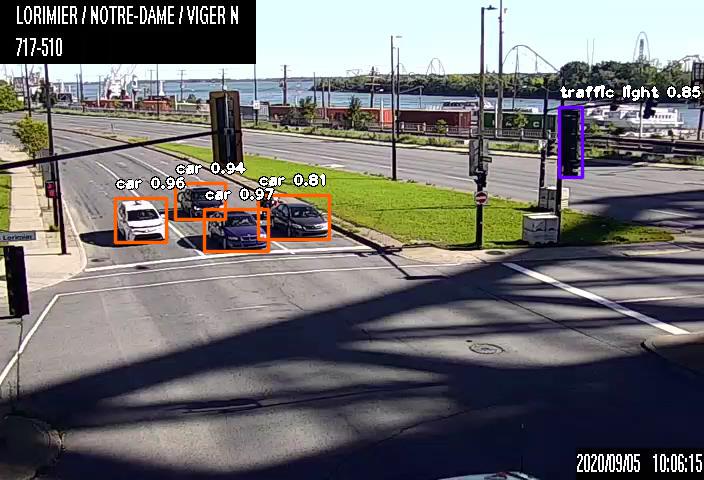 LORIMIER / NOTRE-DAME / VIGER N
717-510
traffic light 0.85
car 0.94
car 0.96
car 0.81
car 0.97
Lorimier
2020/09/05 10:06:15